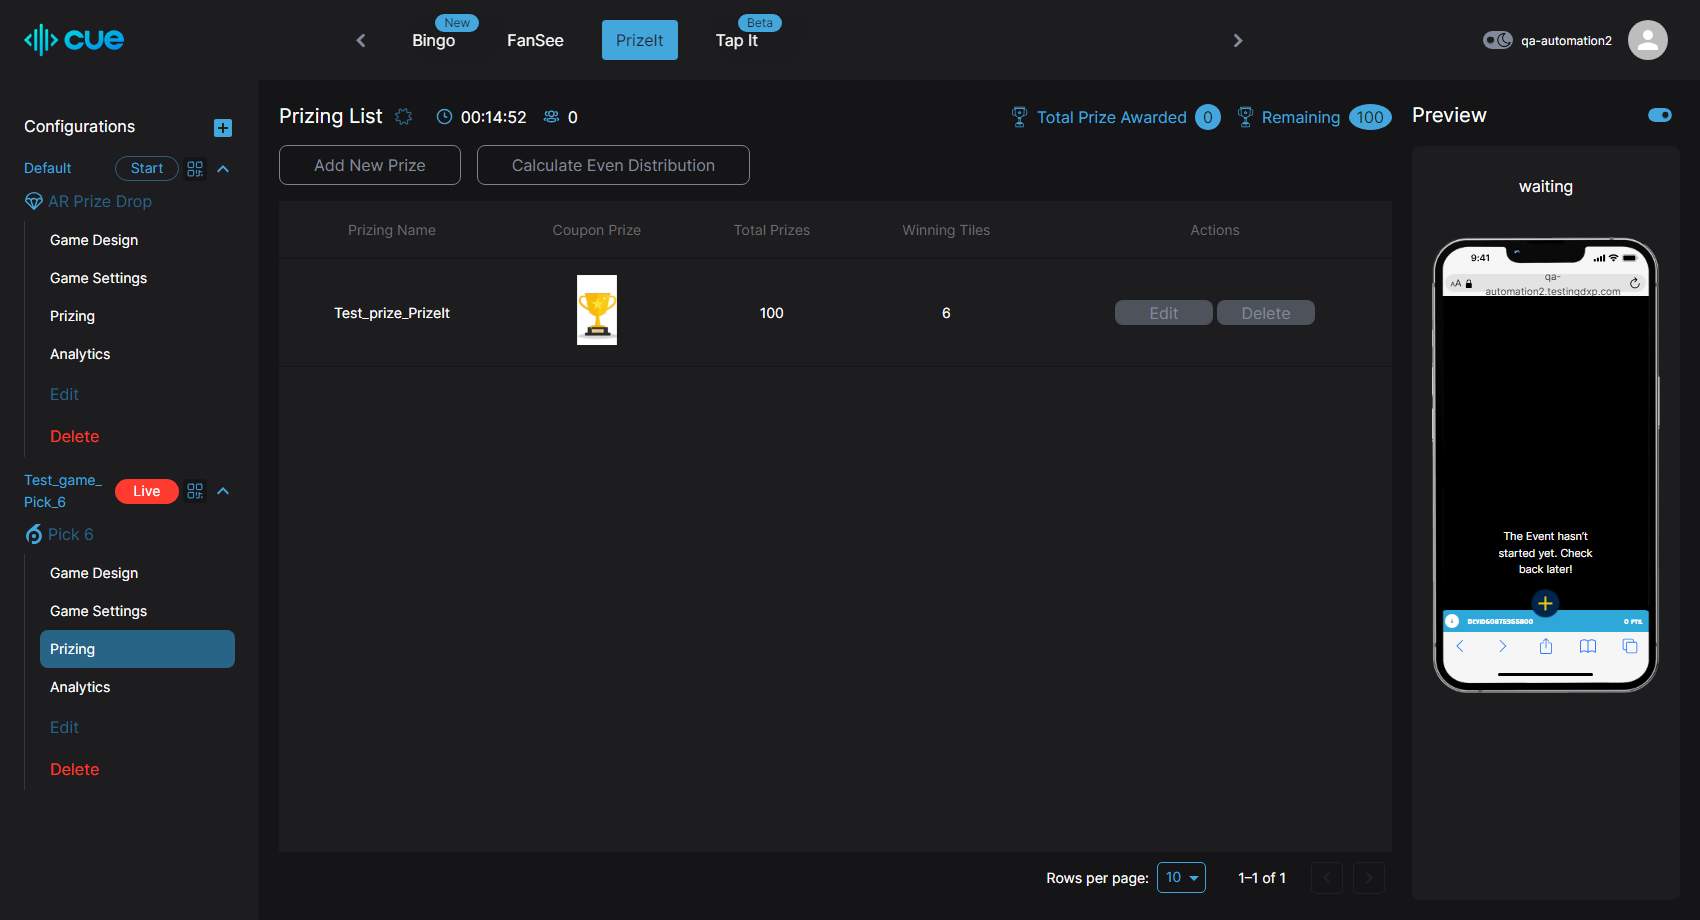 cue
New
Bingo
FanSee
PrizeIt
Beta
Tap It
qa-automation2
Configurations
Default
Start
AR Prize Drop
Game Design
Game Settings
Prizing
Analytics
Edit
Delete
Test_game_
Pick_6
Live
Pick 6
Game Design
Game Settings
Prizing
Analytics
Edit
Delete
Prizing List
00:14:52
0
Total Prize Awarded 0
Remaining 100
Add New Prize
Calculate Even Distribution
Prizing Name
Coupon Prize
Total Prizes
Winning Tiles
Actions
Test_prize_PrizeIt
100
6
Edit
Delete
Rows per page: 10
1–1 of 1
Preview
waiting
9:41
AA
qa-
automation2.testingdxp.com
The Event hasn't
started yet. Check
back later!
0 PTS.